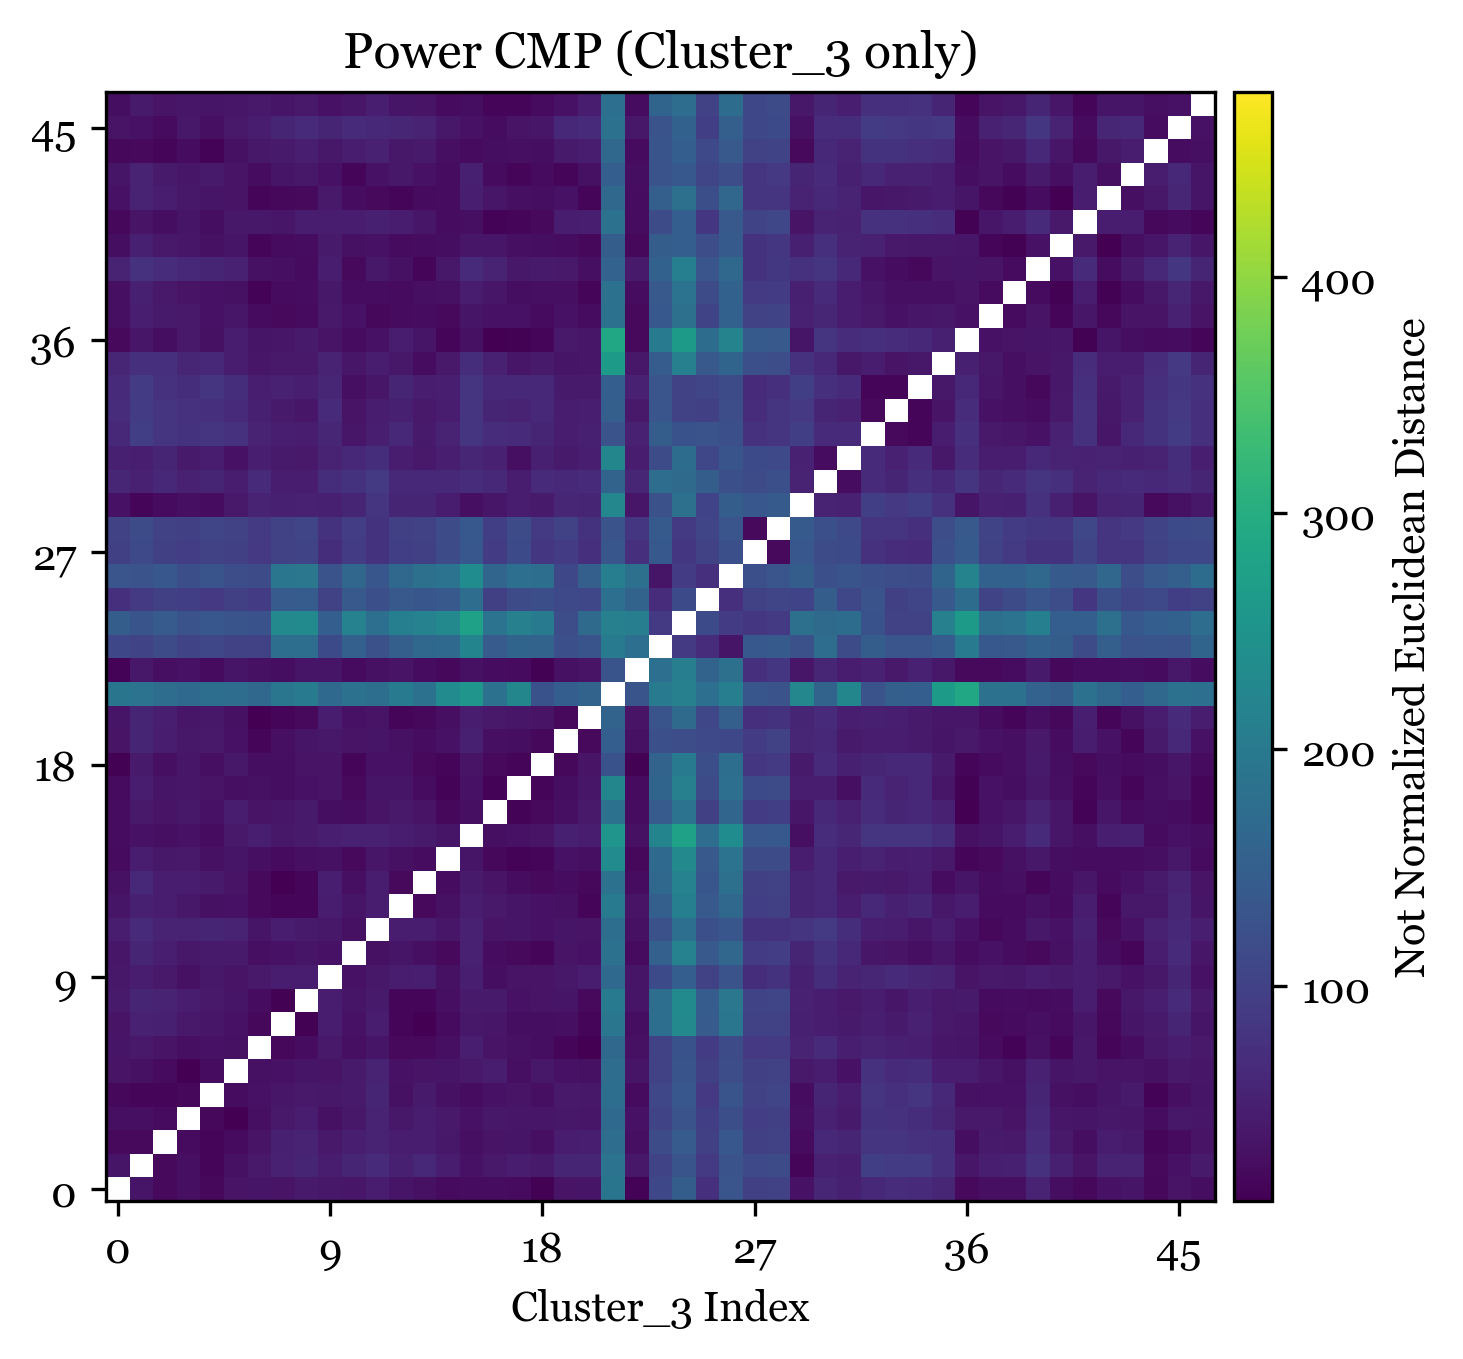 Power CMP (Cluster_3 only)
45
36
27
18
9
0
0 9 18 27 36 45
Cluster_3 Index
400
300
200
100
Not Normalized Euclidean Distance